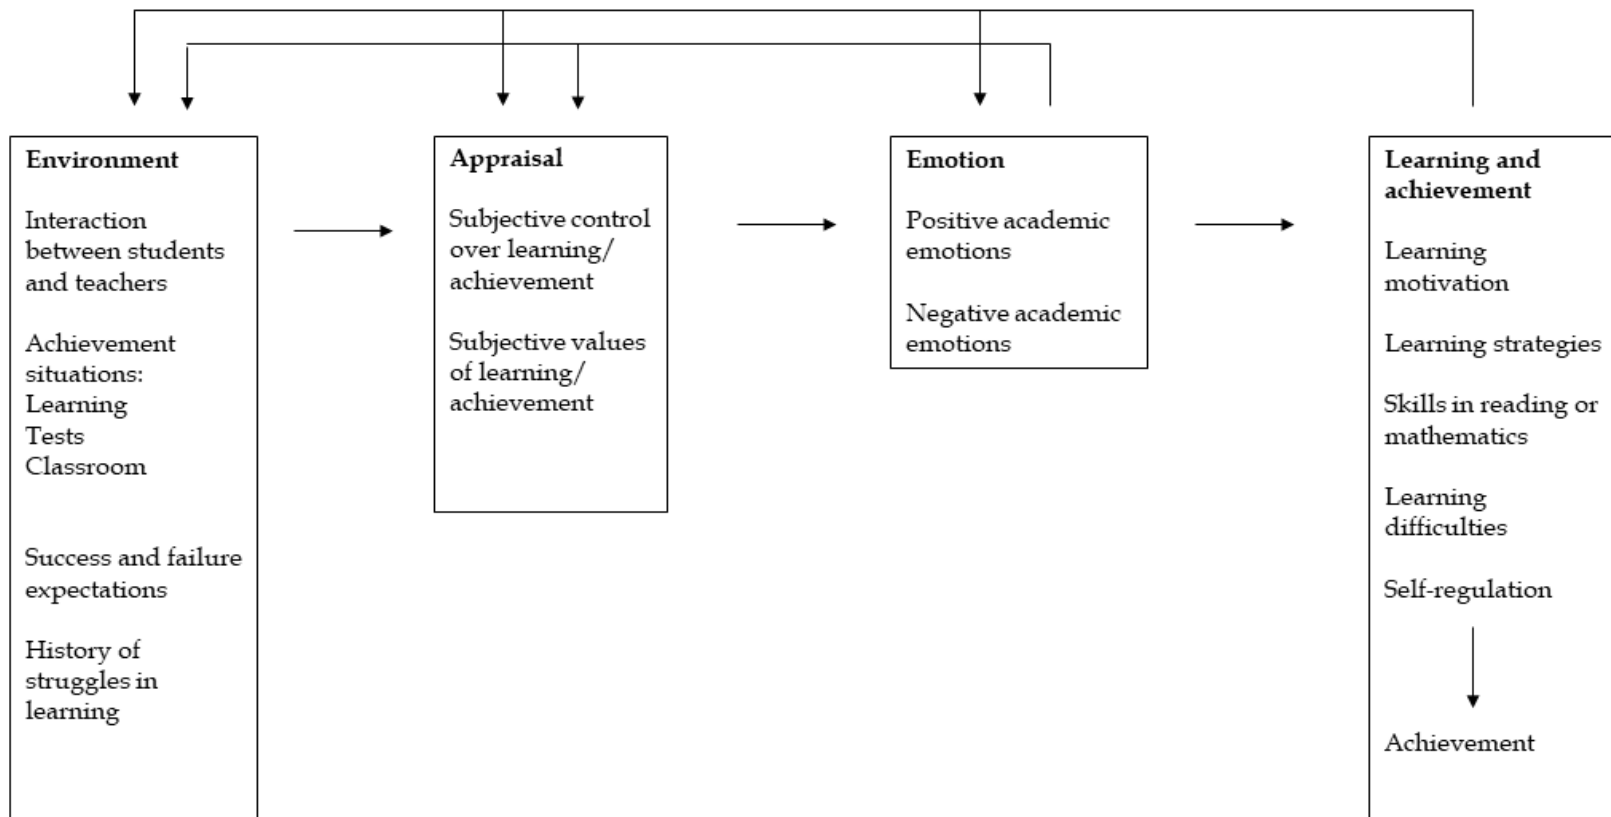 Environment
Interaction
between students
and teachers
Achievement
situations:
Learning
Tests
Classroom
Success and failure
expectations
History of
struggles in
learning
Appraisal
Subjective control
over learning/
achievement
Subjective values
of learning/
achievement
Emotion
Positive academic
emotions
Negative academic
emotions
Learning and
achievement
Learning
motivation
Learning strategies
Skills in reading or
mathematics
Learning
difficulties
Self-regulation
Achievement